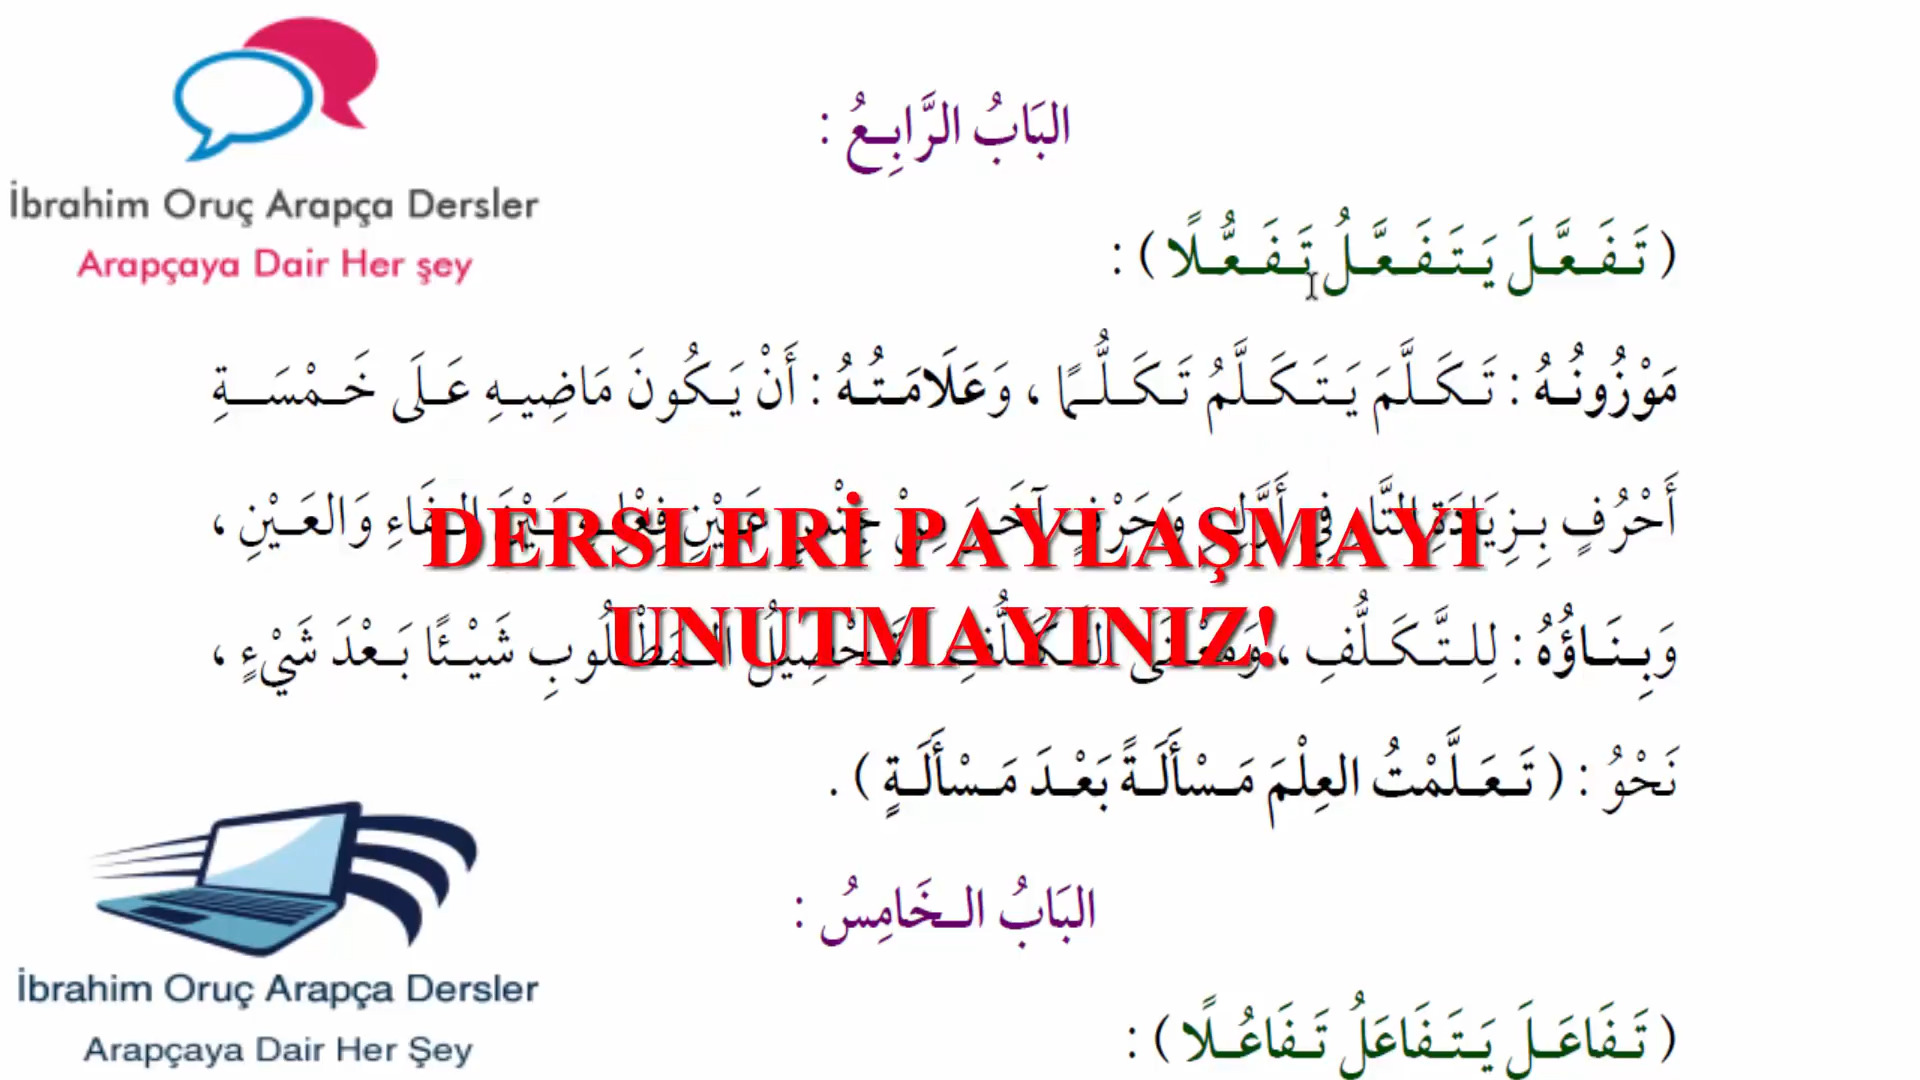 İbrahim Oruç Arapça Dersler
Arapçaya Dair Her şey
البَابُ الرَّابِعُ :
( تَفَعَّلَ يَتَفَعَّلُ تَفَعُّلًا ) :
مَوْزُونُهُ : تَكَلَّمَ يَتَكَلَّمُ تَكَلُّمًا ، وَعَلَامَتُهُ : أَنْ يَكُونَ مَاضِيهِ عَلَى خَمْسَةِ
أَحْرُفٍ بِزِيَادَةِ التَّاءِ فِي أَوَّلِهِ وَحَرْفٍ آخَرَ مِنْ جِنْسِ عَيْنِ فِعْلِهِ بَيْنَ الفَاءِ وَالعَيْنِ ،
DERSLERİ PAYLAŞMAYI
UNUTMAYINIZ!
وَبِنَاؤُهُ : لِلتَّكَلُّفِ ، وَمَعْنَى التَّكَلُّفِ تَحْصِيلُ المَطْلُوبِ شَيْئًا بَعْدَ شَيْءٍ ،
نَحْوُ : ( تَعَلَّمْتُ العِلْمَ مَسْأَلَةً بَعْدَ مَسْأَلَةٍ ) .
البَابُ الخَامِسُ :
( تَفَاعَلَ يَتَفَاعَلُ تَفَاعُلًا ) :
İbrahim Oruç Arapça Dersler
Arapçaya Dair Her Şey